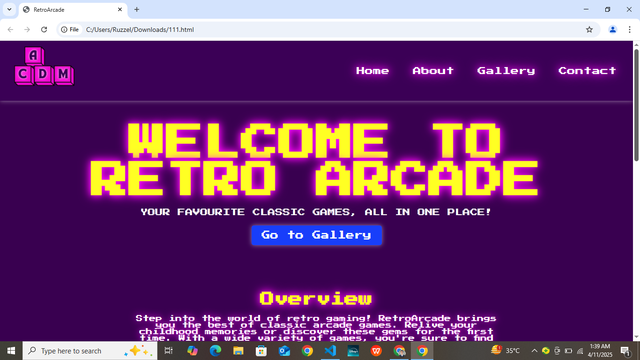 RetroArcade
File
C:/Users/Ruzzel/Downloads/111.html
A
C D M
Home About Gallery Contact
WELCOME TO
RETRO ARCADE
YOUR FAVOURITE CLASSIC GAMES, ALL IN ONE PLACE!
Go to Gallery
Overview
Step into the world of retro gaming! RetroArcade brings
you the best of classic arcade games. Relive your
childhood memories or discover these gems for the first
time. With a wide variety of games, you're sure to find
Type here to search
35°C
1:39 AM
4/11/2025